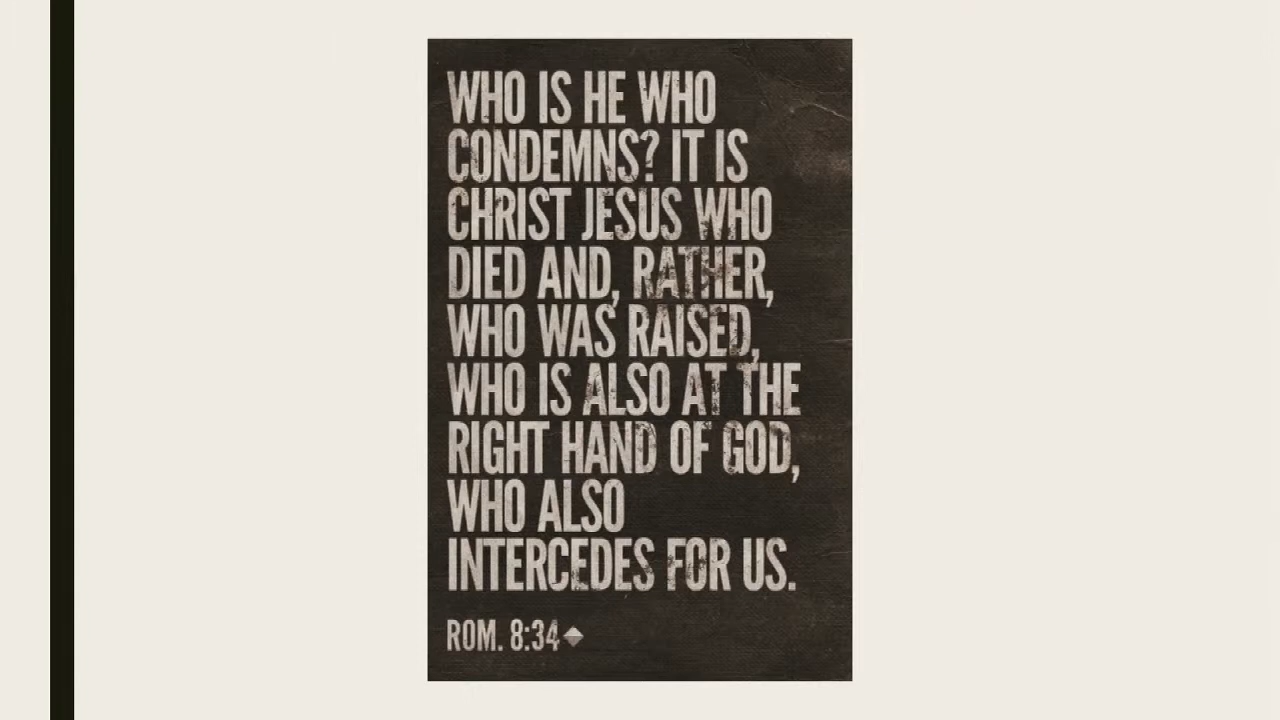 WHO IS HE WHO
CONDEMNS? IT IS
CHRIST JESUS WHO
DIED AND, RATHER,
WHO WAS RAISED,
WHO IS ALSO AT THE
RIGHT HAND OF GOD,
WHO ALSO
INTERCEDES FOR US.
ROM. 8:34